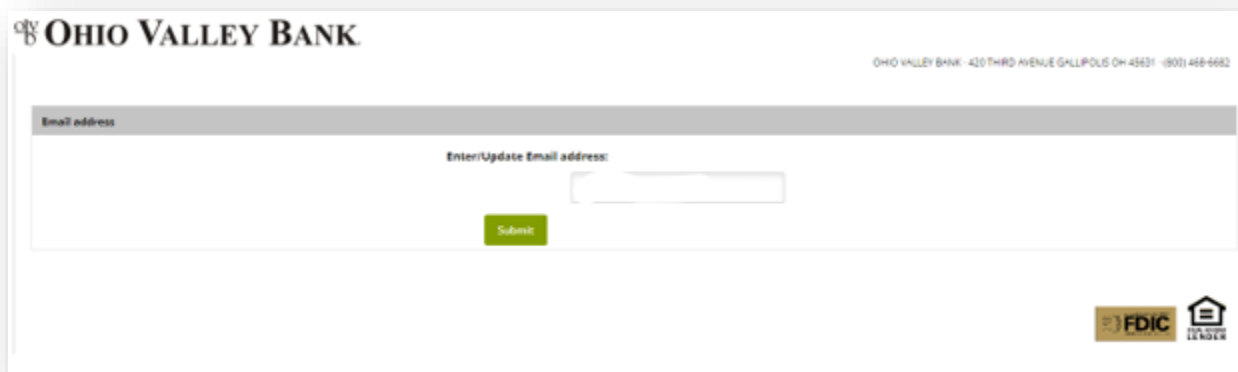 OHIO VALLEY BANK
OHIO VALLEY BANK - 420 THIRD AVENUE GALLIPOLIS OH 45631 - (800) 468-6682
Email address
Enter/Update Email address:
Submit
FDIC
LENDER